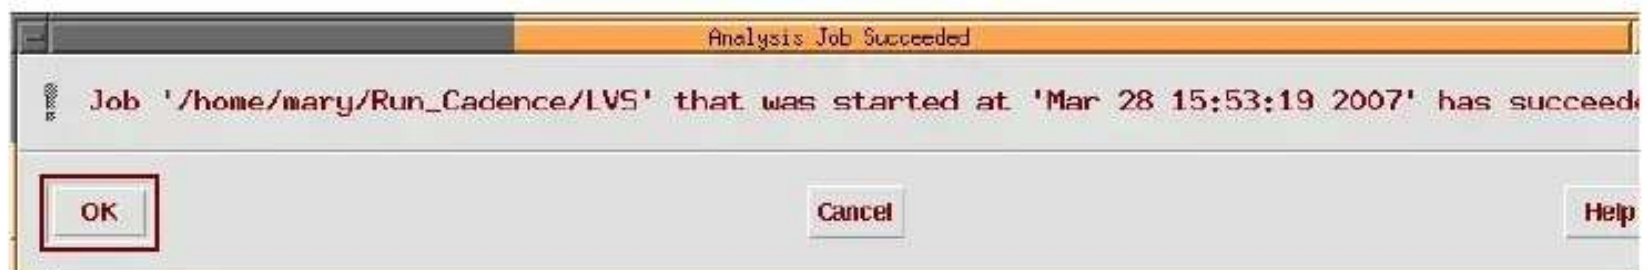 Analysis Job Succeeded
Job '/home/mary/Run_Cadence/LVS' that was started at 'Mar 28 15:53:19 2007' has succeed
OK
Cancel
Help